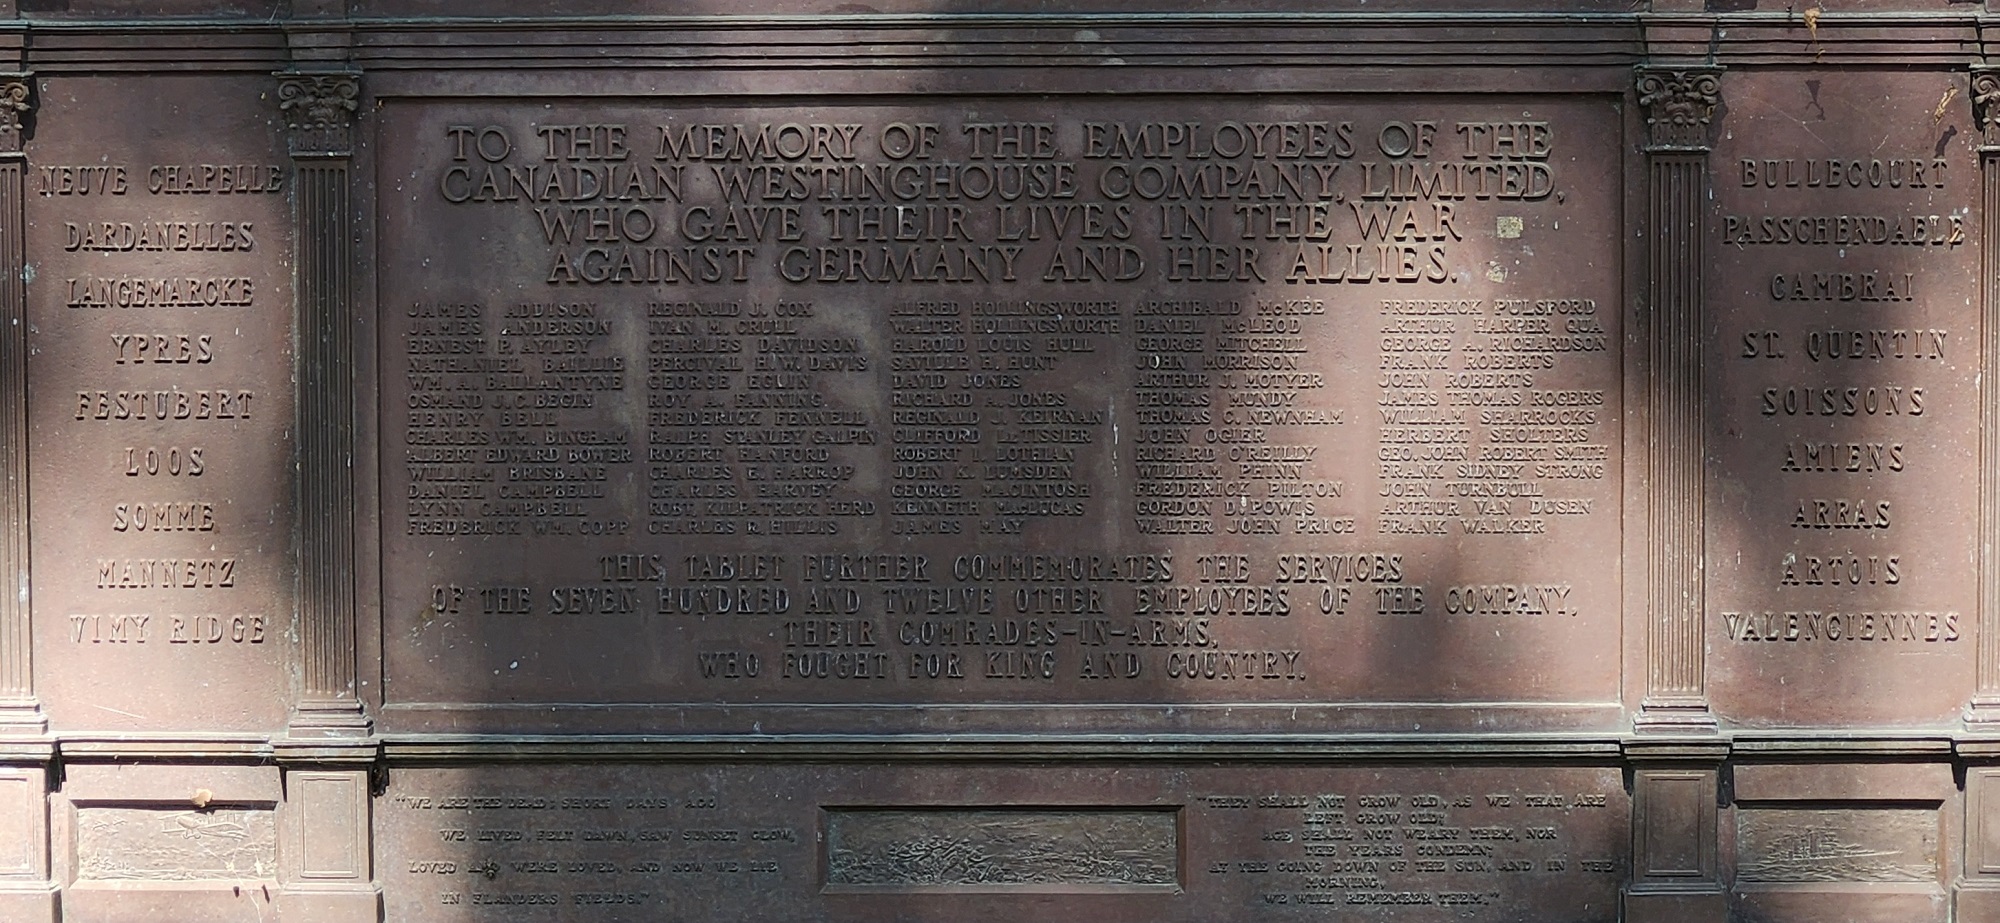 NEUVE CHAPELLE
DARDANELLES
LANGEMARCKE
YPRES
FESTUBERT
LOOS
SOMME
MANNETZ
VIMY RIDGE
TO THE MEMORY OF THE EMPLOYEES OF THE
CANADIAN WESTINGHOUSE COMPANY, LIMITED,
WHO GAVE THEIR LIVES IN THE WAR
AGAINST GERMANY AND HER ALLIES.
JAMES ADDISON
JAMES ANDERSON
ERNEST P. AYLEY
NATHANIEL BAILLIE
WM. A. BALLANTYNE
OSMAND J.C. BEGIN
HENRY BELL
CHARLES WM. BINGHAM
ALBERT EDWARD BOWER
WILLIAM BRISBANE
DANIEL CAMPBELL
LYNN CAMPBELL
FREDERICK WM. COPP
REGINALD J. COX
IVAN M. CRULL
CHARLES DAVIDSON
PERCIVAL H.W. DAVIS
GEORGE EGLIN
ROY A. FANNING
FREDERICK FENNELL
RALPH STANLEY GALPIN
ROBERT HANFORD
CHARLES E. HARROP
CHARLES HARVEY
ROBT. KILPATRICK HERD
CHARLES R. HILLIS
ALFRED HOLLINGSWORTH
WALTER HOLLINGSWORTH
HAROLD LOUIS HULL
SAVILLE H. HUNT
DAVID JONES
RICHARD A. JONES
REGINALD J. KEIRNAN
CLIFFORD LETISSIER
ROBERT I. LOTHIAN
JOHN K. LUMSDEN
GEORGE MACINTOSH
KENNETH MACLUCAS
JAMES MAY
ARCHIBALD McKEE
DANIEL McLEOD
GEORGE MITCHELL
JOHN MORRISON
ARTHUR J. MOTYER
THOMAS MUNDY
THOMAS C. NEWNHAM
JOHN OGIER
RICHARD O'REILLY
WILLIAM PHINN
FREDERICK PILTON
GORDON D. POWIS
WALTER JOHN PRICE
FREDERICK PULSFORD
ARTHUR HARPER QUA
GEORGE A. RICHARDSON
FRANK ROBERTS
JOHN ROBERTS
JAMES THOMAS ROGERS
WILLIAM SHARROCKS
HERBERT SHOLTERS
GEO. JOHN ROBERT SMITH
FRANK SIDNEY STRONG
JOHN TURNBULL
ARTHUR VAN DUSEN
FRANK WALKER
THIS TABLET FURTHER COMMEMORATES THE SERVICES
OF THE SEVEN HUNDRED AND TWELVE OTHER EMPLOYEES OF THE COMPANY,
THEIR COMRADES-IN-ARMS,
WHO FOUGHT FOR KING AND COUNTRY.
BULLECOURT
PASSCHENDAELE
CAMBRAI
ST. QUENTIN
SOISSONS
AMIENS
ARRAS
ARTOIS
VALENCIENNES
"WE ARE THE DEAD: SHORT DAYS AGO
WE LIVED, FELT DAWN, SAW SUNSET GLOW,
LOVED AND WERE LOVED, AND NOW WE LIE
IN FLANDERS FIELDS."
"THEY SHALL NOT GROW OLD, AS WE THAT ARE
LEFT GROW OLD;
AGE SHALL NOT WEARY THEM, NOR
THE YEARS CONDEMN;
AT THE GOING DOWN OF THE SUN, AND IN THE
MORNING,
WE WILL REMEMBER THEM."